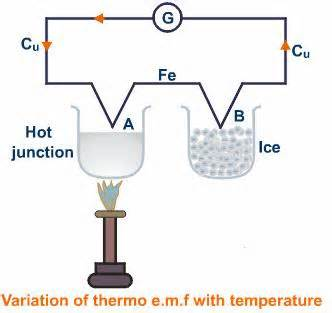 G
Cu
Cu
Fe
A
B
Hot
junction
Ice
Variation of thermo e.m.f with temperature